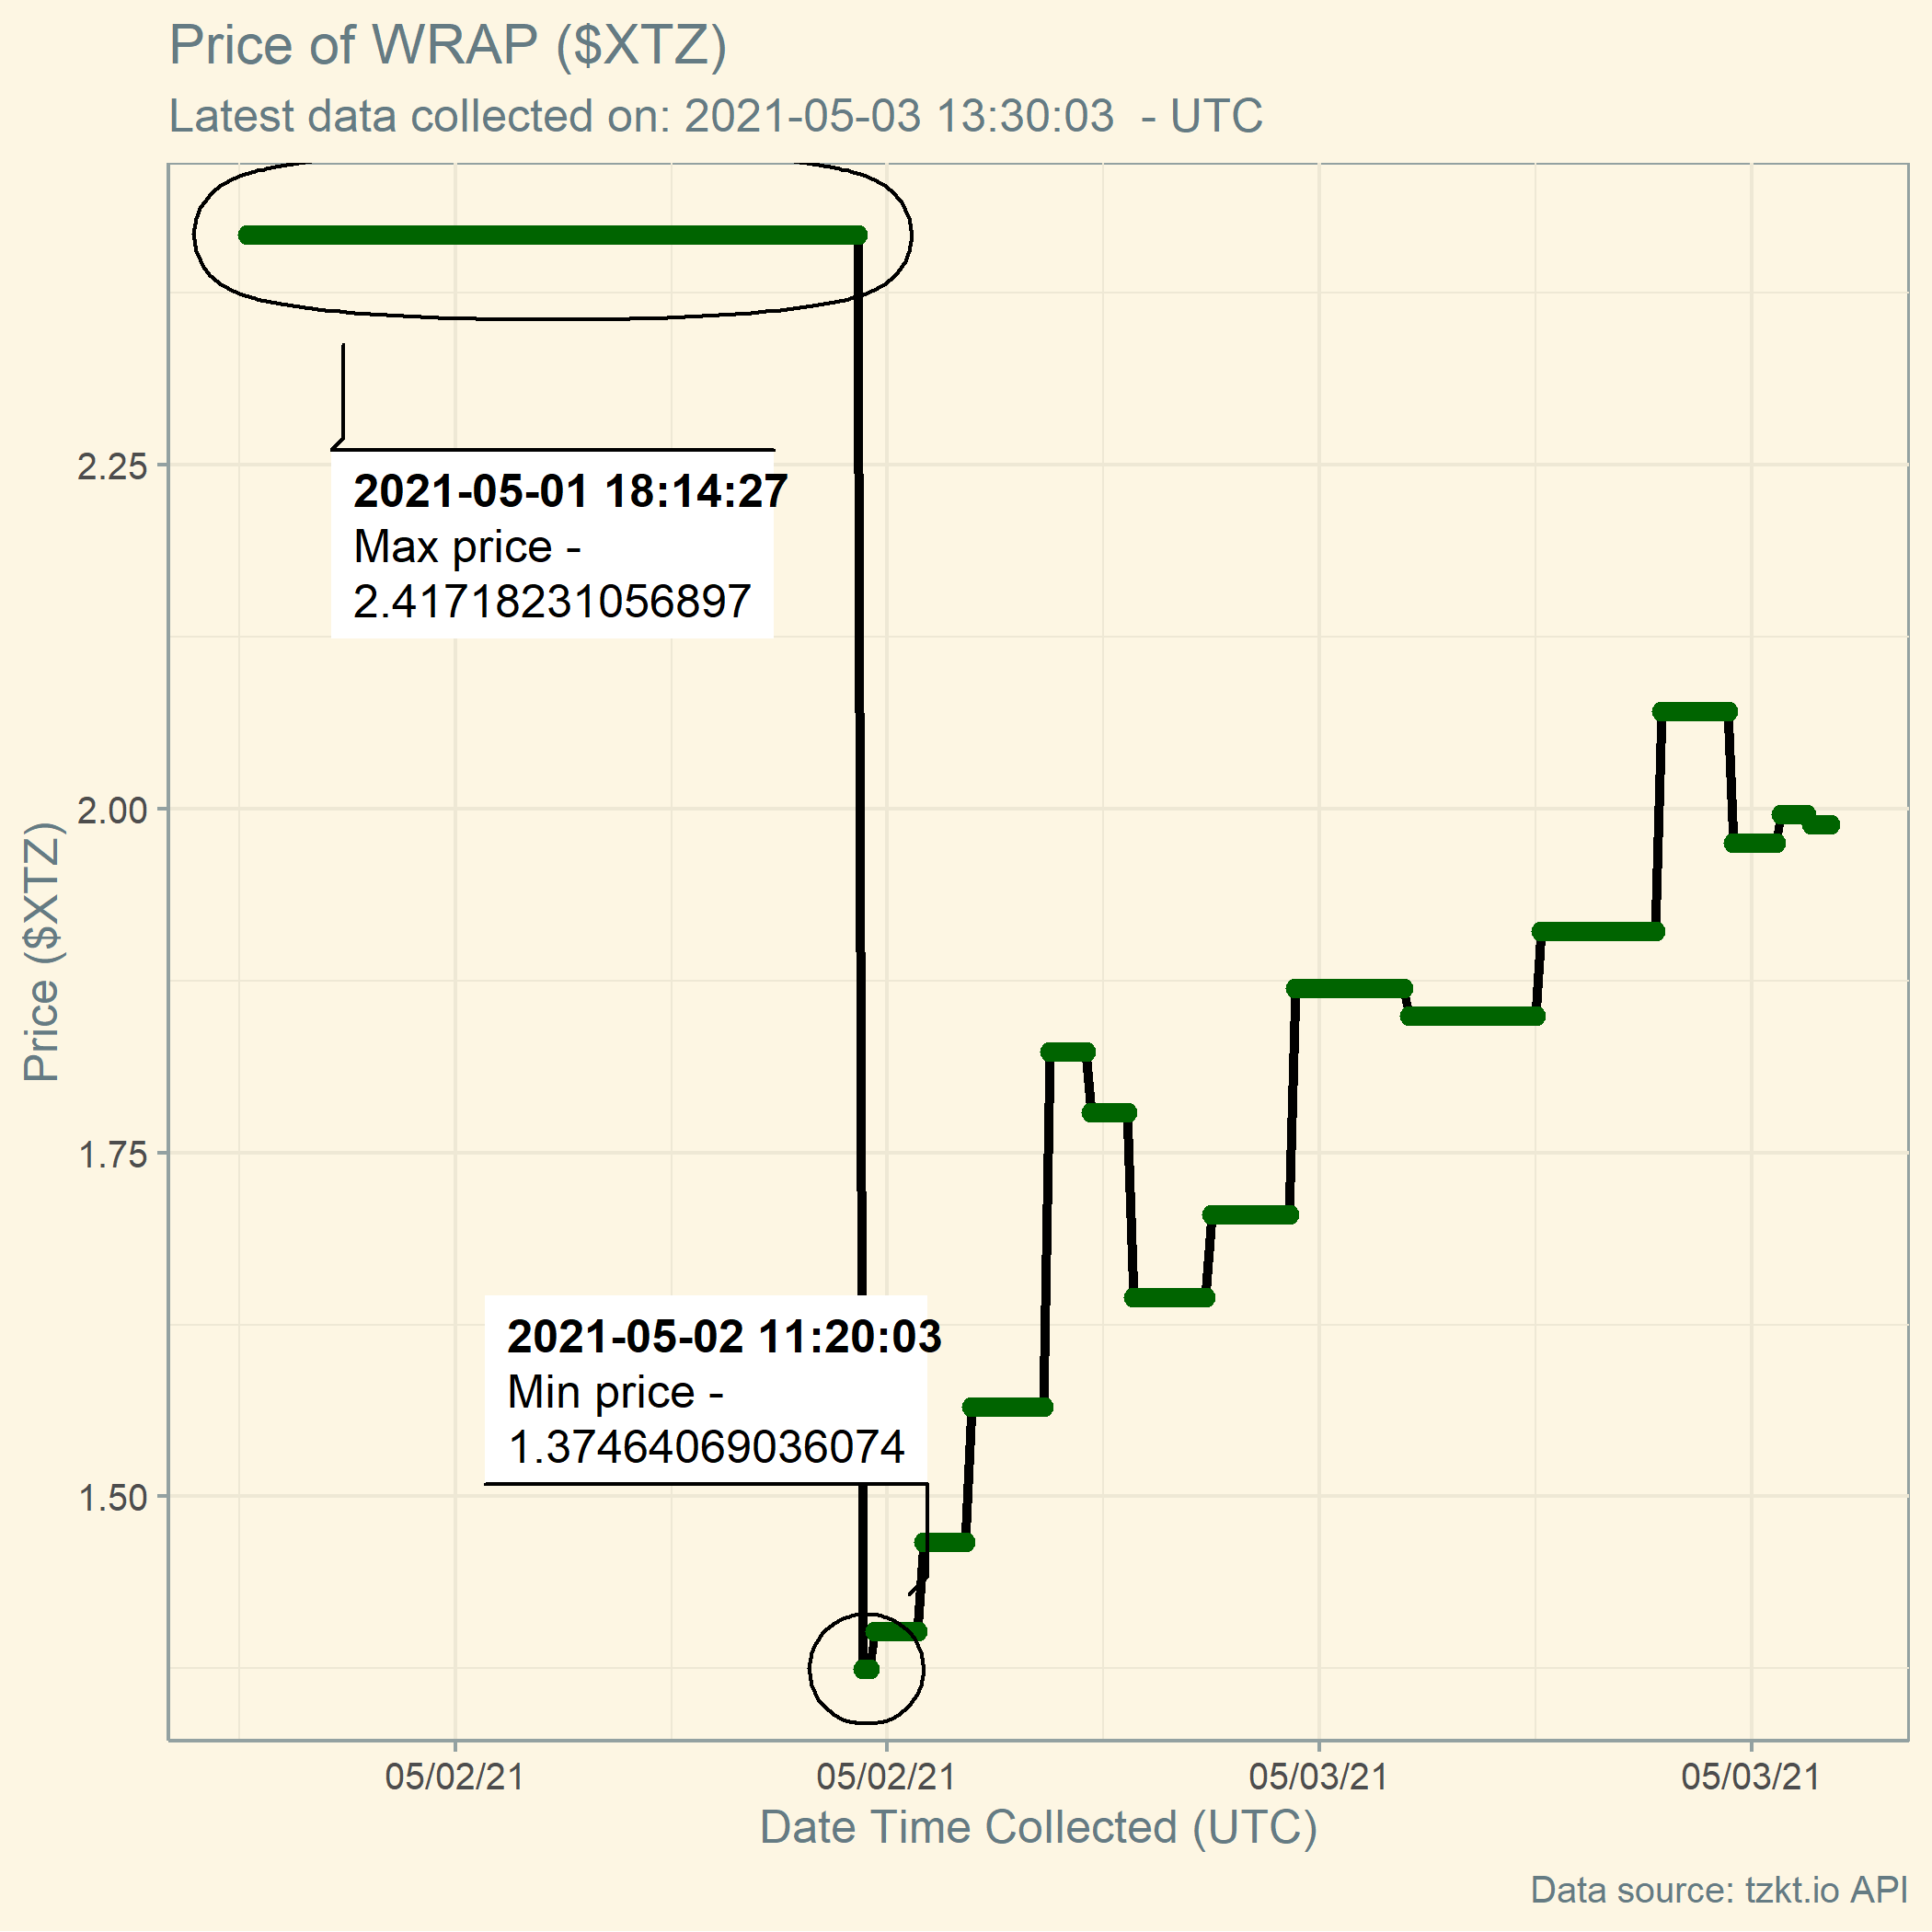 Price of WRAP ($XTZ)
Latest data collected on: 2021-05-03 13:30:03  - UTC
2021-05-01 18:14:27
Max price -
2.41718231056897
2021-05-02 11:20:03
Min price -
1.37464069036074
Price ($XTZ)
2.25
2.00
1.75
1.50
05/02/21 05/02/21 05/03/21 05/03/21
Date Time Collected (UTC)
Data source: tzkt.io API